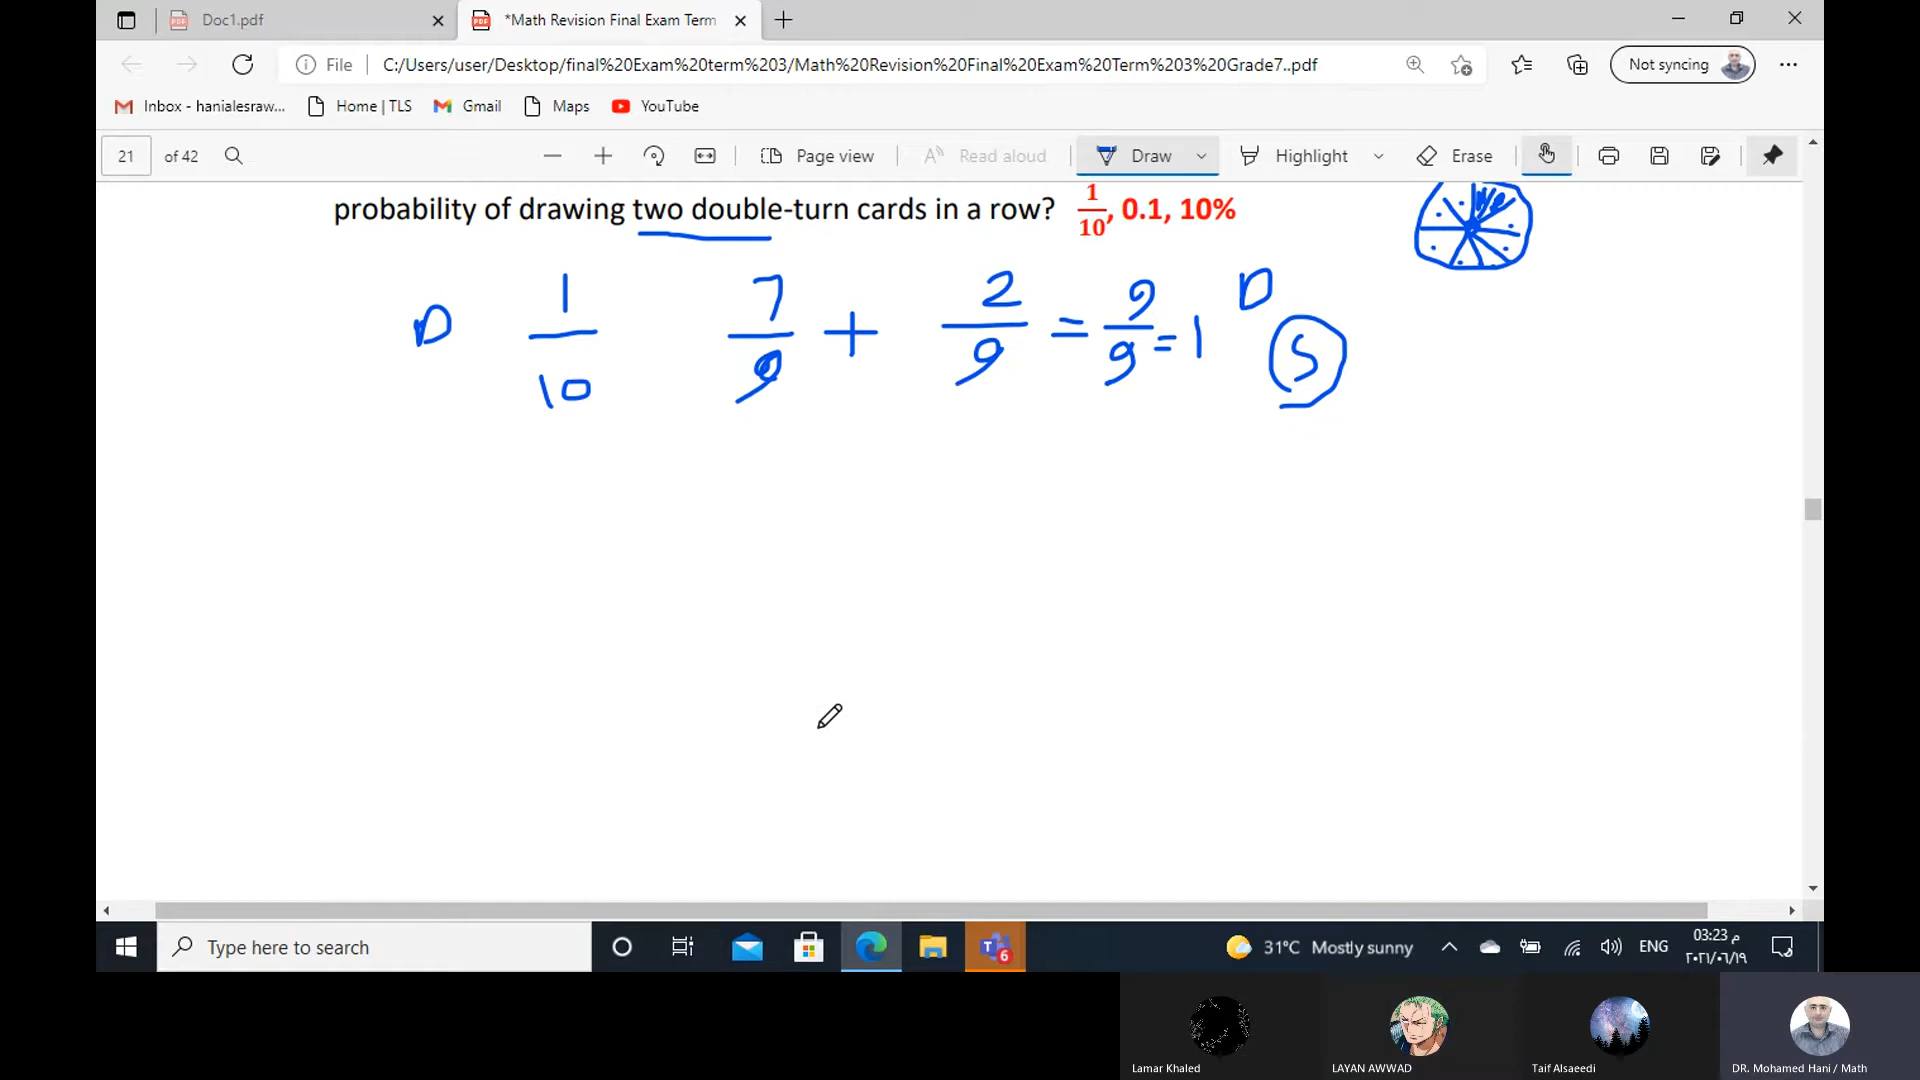 Doc1.pdf
*Math Revision Final Exam Term
File
C:/Users/user/Desktop/final%20Exam%20term%203/Math%20Revision%20Final%20Exam%20Term%203%20Grade7..pdf
Not syncing
Inbox - hanialesraw...
Home | TLS
Gmail
Maps
YouTube
21 of 42
Page view
Read aloud
Draw
Highlight
Erase
probability of drawing two double-turn cards in a row? 1/10, 0.1, 10%
D 1/10 7/9 + 2/9 = 9/9 = 1 D
S
Type here to search
6
31°C Mostly sunny
ENG
03:23 م
٢٠٢١/٠٦/١٩
Lamar Khaled
LAYAN AWWAD
Taif Alsaeedi
DR. Mohamed Hani / Math